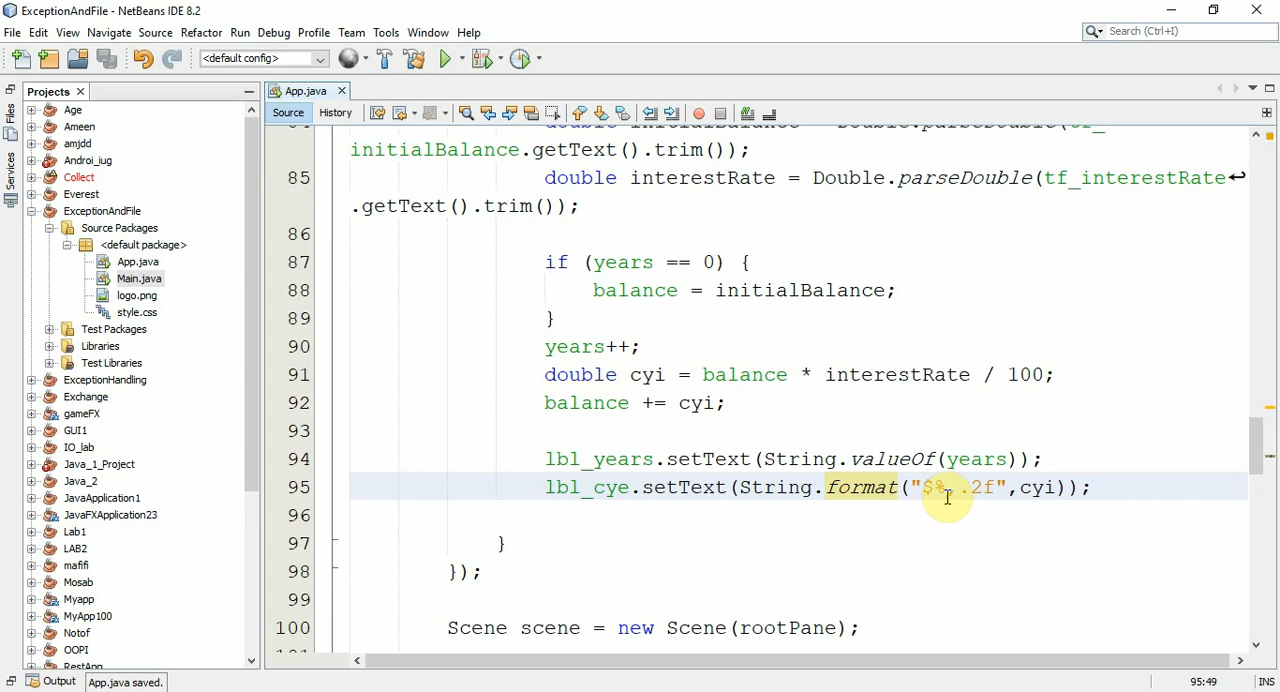 ExceptionAndFile - NetBeans IDE 8.2
File Edit View Navigate Source Refactor Run Debug Profile Team Tools Window Help
Search (Ctrl+I)
<default config>
Projects
App.java
Files
Services
Source History
Age
Ameen
amjdd
Androi_jug
Collect
Everest
ExceptionAndFile
Source Packages
<default package>
App.java
Main.java
logo.png
style.css
Test Packages
Libraries
Test Libraries
ExceptionHandling
Exchange
gameFX
GUI1
IO_lab
Java_1_Project
Java_2
JavaApplication1
JavaFXApplication23
Lab1
LAB2
mafifi
Mosab
Myapp
MyApp100
Notof
OOPI
RestApp
initialBalance.getText().trim());
85 double interestRate = Double.parseDouble(tf_interestRate↩
.getText().trim());
86
87 if (years == 0) {
88 balance = initialBalance;
89 }
90 years++;
91 double cyi = balance * interestRate / 100;
92 balance += cyi;
93
94 lbl_years.setText(String.valueOf(years));
95 lbl_cye.setText(String.format("$%,.2f",cyi));
96
97 }
98 });
99
100 Scene scene = new Scene(rootPane);
Output
App.java saved.
95:49
INS